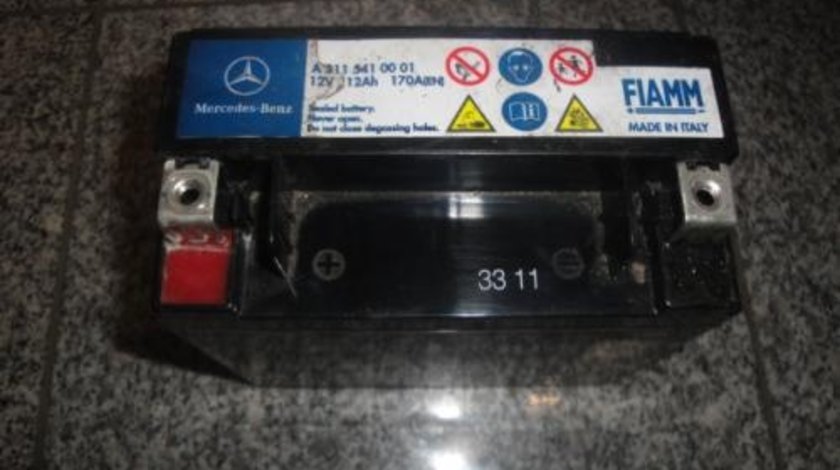 Mercedes-Benz
A 211 541 00 01
12V 12Ah 170A(EN)
Sealed battery.
Never open.
Do not close degassing holes.
FIAMM
MADE IN ITALY
33 11